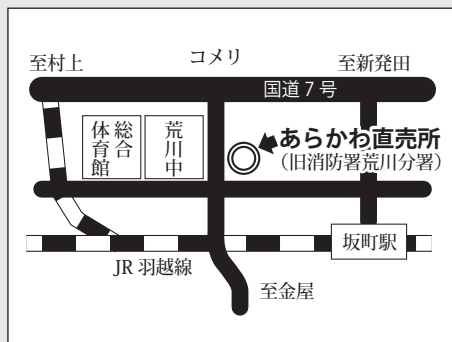 至村上
コメリ
至新発田
国道7号
総合
体育館
荒川中
あらかわ直売所
（旧消防署荒川分署）
坂町駅
JR羽越線
至金屋